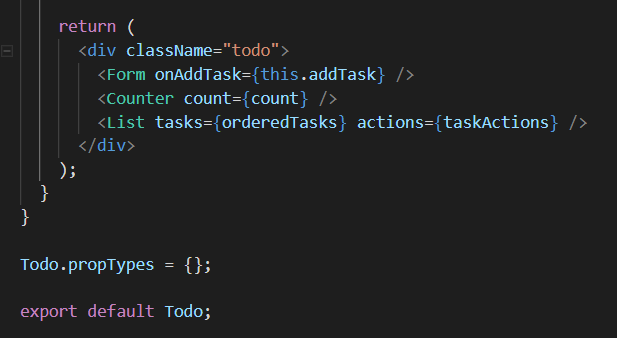 return (
<div className="todo">
<Form onAddTask={this.addTask} />
<Counter count={count} />
<List tasks={orderedTasks} actions={taskActions} />
</div>
);
}
}
Todo.propTypes = {};
export default Todo;